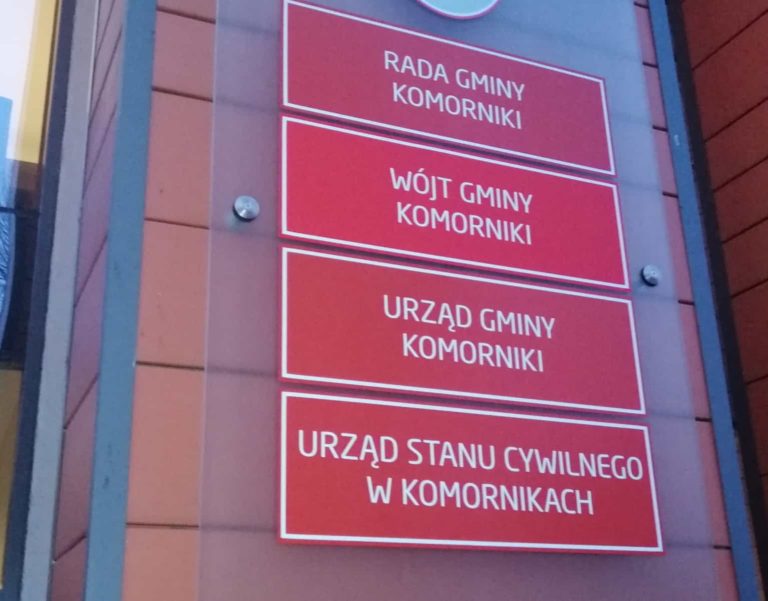 RADA GMINY
KOMORNIKI
WÓJT GMINY
KOMORNIKI
URZĄD GMINY
KOMORNIKI
URZĄD STANU CYWILNEGO
W KOMORNIKACH